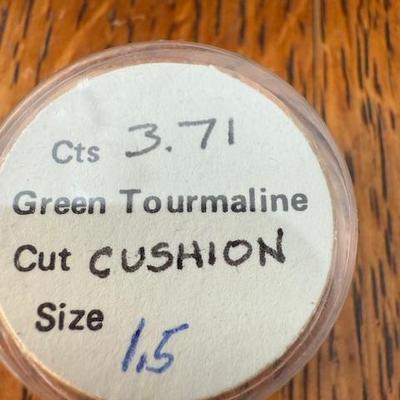 Cts 3.71
Green Tourmaline
Cut CUSHION
Size 1.5